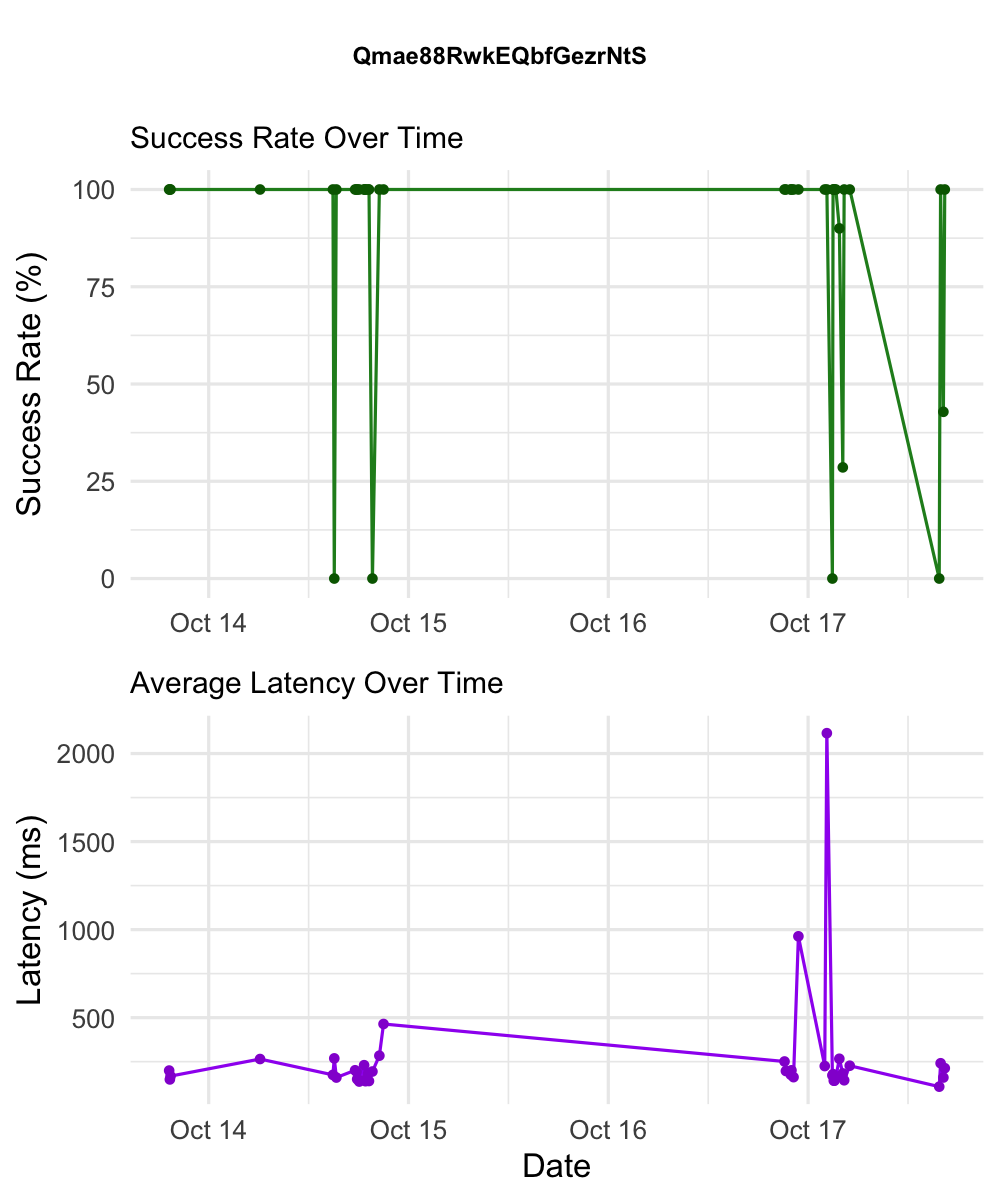 Qmae88RwkEQbfGezrNtS
Success Rate Over Time
Success Rate (%)
100
75
50
25
0
Oct 14 Oct 15 Oct 16 Oct 17
Average Latency Over Time
Latency (ms)
2000
1500
1000
500
Oct 14 Oct 15 Oct 16 Oct 17
Date